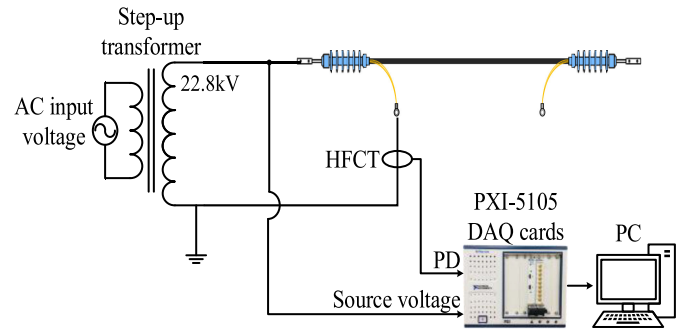 Step-up
transformer
22.8kV
AC input
voltage
HFCT
PXI-5105
DAQ cards
PC
PD
Source voltage